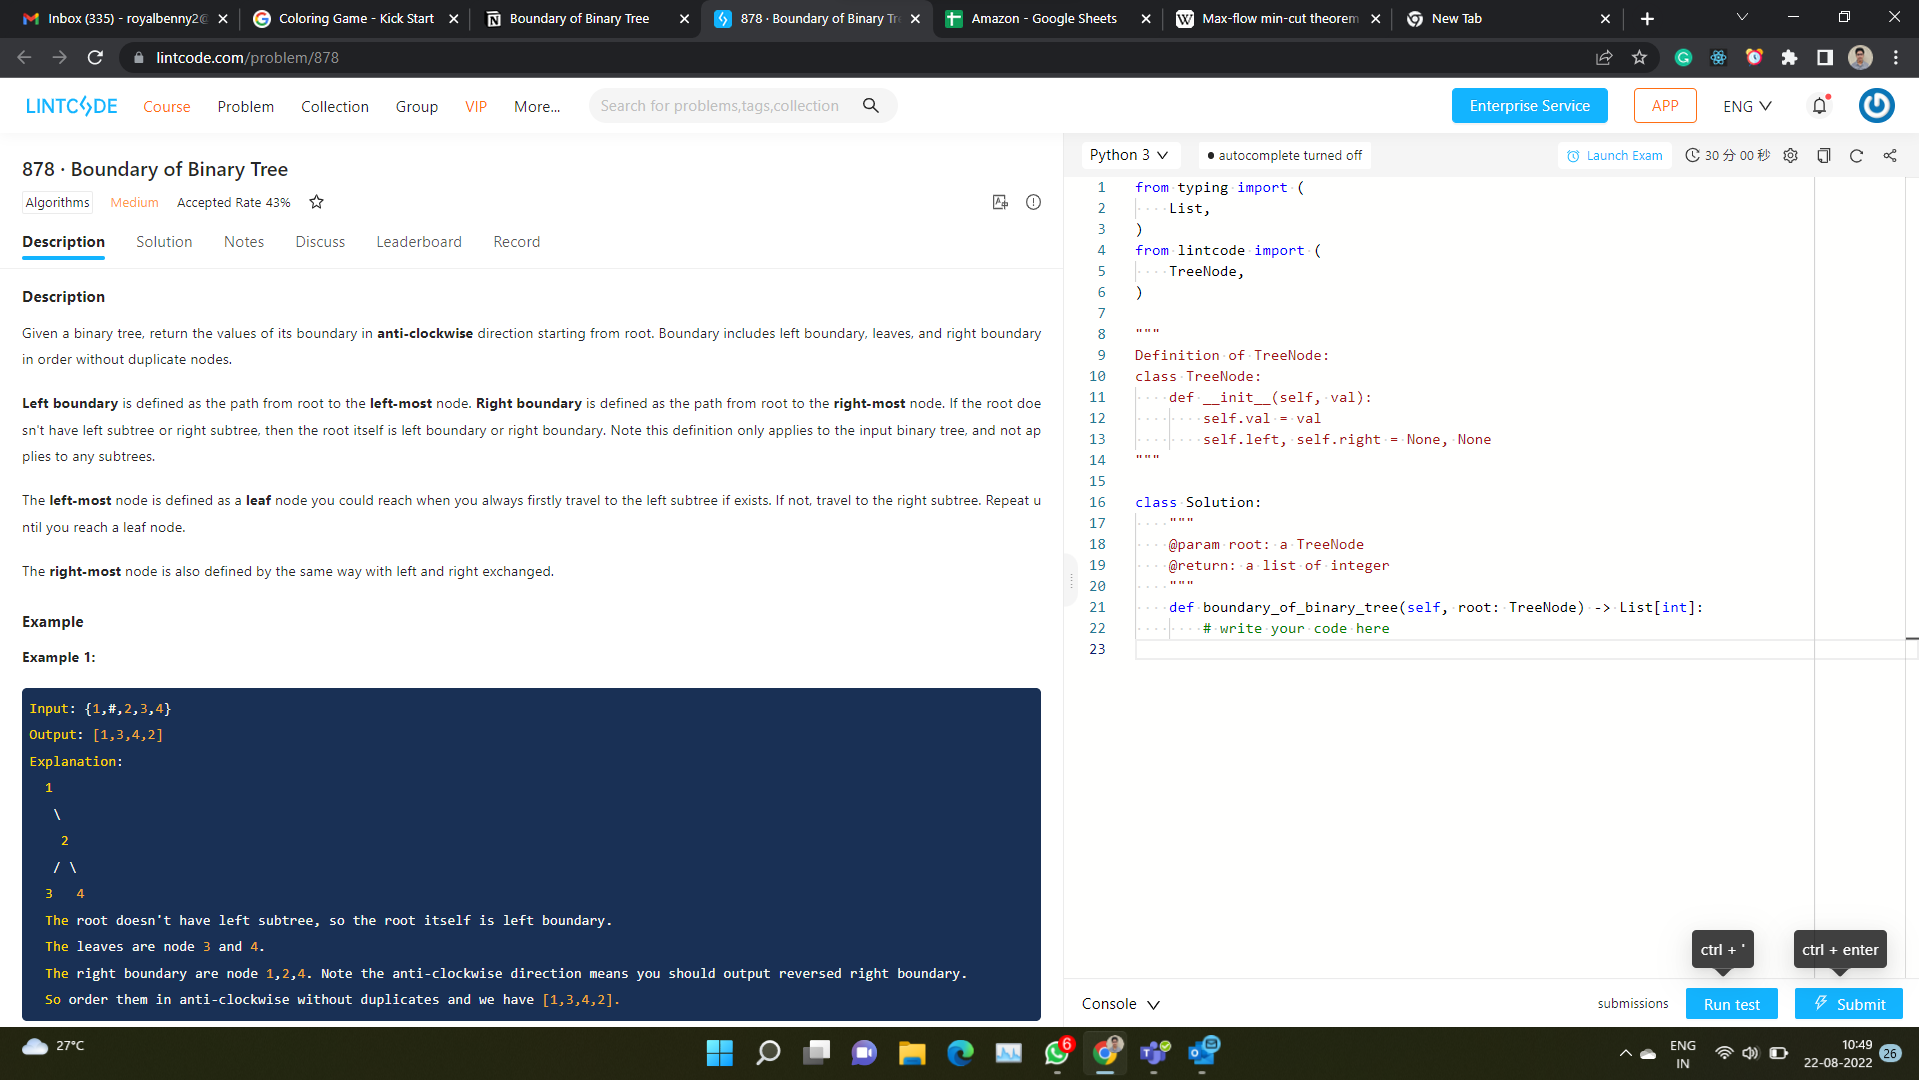 Inbox (335) - royalbenny2@
Coloring Game - Kick Start
Boundary of Binary Tree
878 · Boundary of Binary Tr
Amazon - Google Sheets
Max-flow min-cut theorem
New Tab
lintcode.com/problem/878
LINTCODE
Course
Problem
Collection
Group
VIP
More...
Search for problems,tags,collection
Enterprise Service
APP
ENG
878 · Boundary of Binary Tree
Algorithms
Medium
Accepted Rate 43%
Description
Solution
Notes
Discuss
Leaderboard
Record
Description
Given a binary tree, return the values of its boundary in anti-clockwise direction starting from root. Boundary includes left boundary, leaves, and right boundary
in order without duplicate nodes.
Left boundary is defined as the path from root to the left-most node. Right boundary is defined as the path from root to the right-most node. If the root doe
sn't have left subtree or right subtree, then the root itself is left boundary or right boundary. Note this definition only applies to the input binary tree, and not ap
plies to any subtrees.
The left-most node is defined as a leaf node you could reach when you always firstly travel to the left subtree if exists. If not, travel to the right subtree. Repeat u
ntil you reach a leaf node.
The right-most node is also defined by the same way with left and right exchanged.
Example
Example 1:
Input: {1,#,2,3,4}
Output: [1,3,4,2]
Explanation:
1
\
2
/ \
3 4
The root doesn't have left subtree, so the root itself is left boundary.
The leaves are node 3 and 4.
The right boundary are node 1,2,4. Note the anti-clockwise direction means you should output reversed right boundary.
So order them in anti-clockwise without duplicates and we have [1,3,4,2].
Python 3
autocomplete turned off
Launch Exam
30 分 00 秒
1 from typing import (
2 List,
3 )
4 from lintcode import (
5 TreeNode,
6 )
7
8 """
9 Definition of TreeNode:
10 class TreeNode:
11 def __init__(self, val):
12 self.val = val
13 self.left, self.right = None, None
14 """
15
16 class Solution:
17 """
18 @param root: a TreeNode
19 @return: a list of integer
20 """
21 def boundary_of_binary_tree(self, root: TreeNode) -> List[int]:
22 # write your code here
23
ctrl + '
ctrl + enter
Console
submissions
Run test
Submit
27°C
6
ENG
IN
10:49
22-08-2022
26